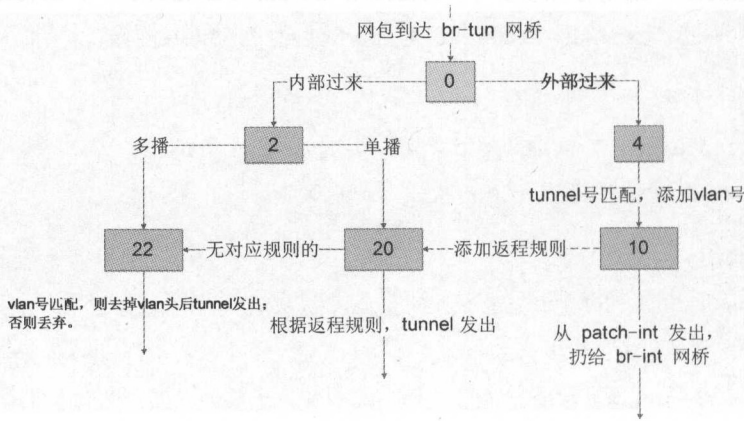 网包到达 br-tun 网桥
内部过来
0
外部过来
多播
2
单播
4
tunnel号匹配，添加vlan号
22
无对应规则的
20
添加返程规则
10
vlan号匹配，则去掉vlan头后tunnel发出；
否则丢弃。
根据返程规则，tunnel 发出
从 patch-int 发出，
扔给 br-int 网桥